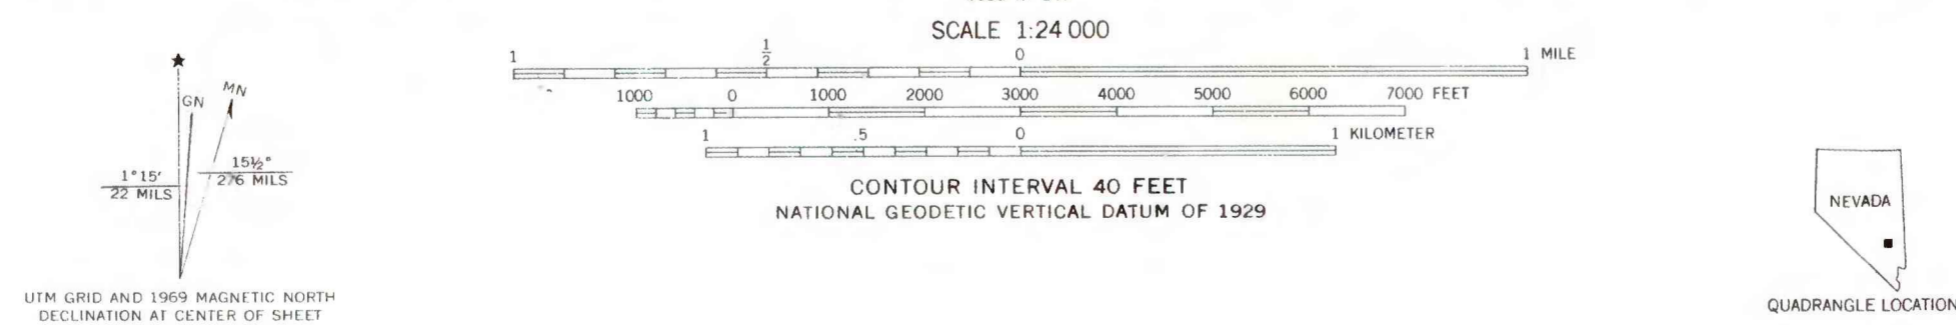 SCALE 1:24 000
1 1/2 0 1 MILE
1000 0 1000 2000 3000 4000 5000 6000 7000 FEET
1 .5 0 1 KILOMETER
CONTOUR INTERVAL 40 FEET
NATIONAL GEODETIC VERTICAL DATUM OF 1929
★
GN
MN
1°15′
22 MILS
15½°
276 MILS
UTM GRID AND 1969 MAGNETIC NORTH
DECLINATION AT CENTER OF SHEET
NEVADA
QUADRANGLE LOCATION